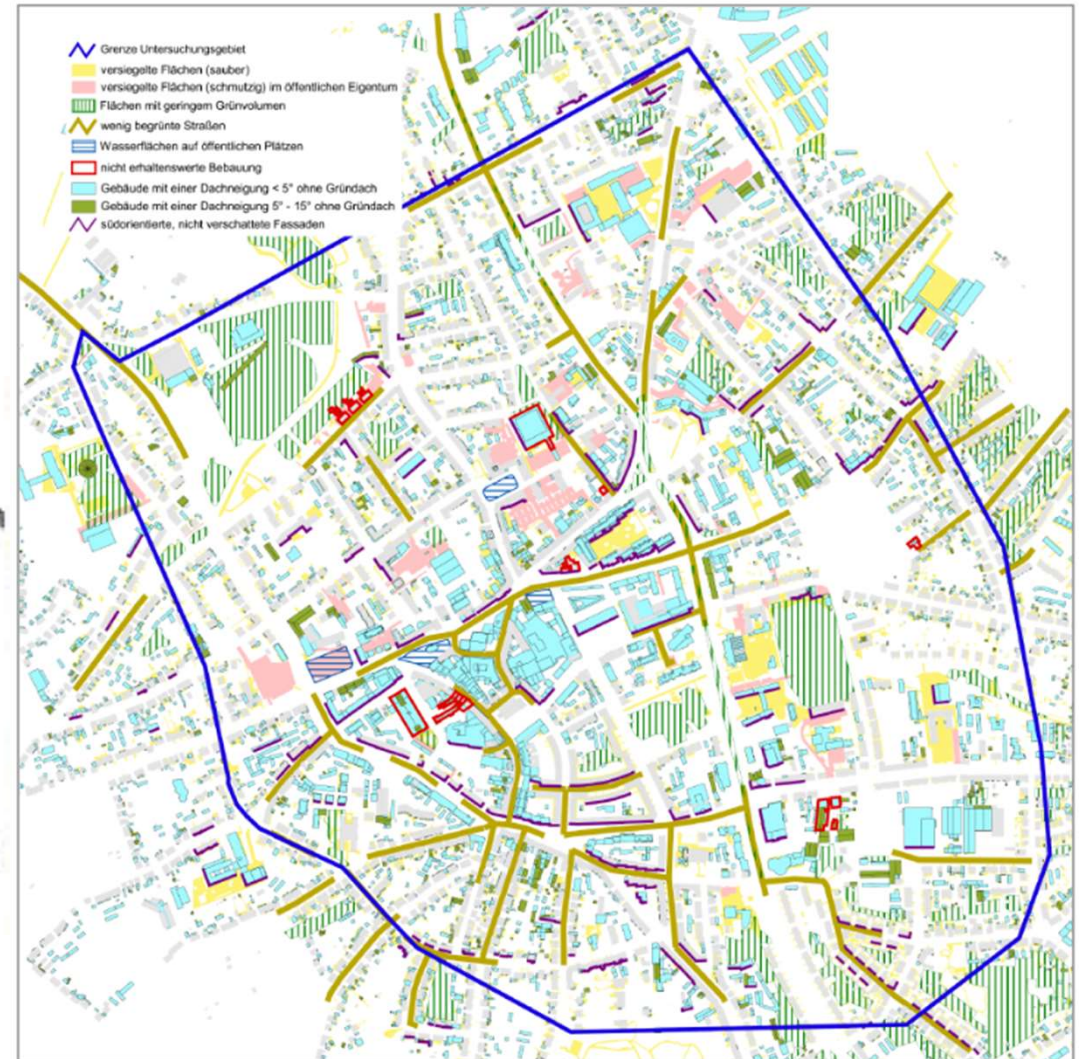 Grenze Untersuchungsgebiet
versiegelte Flächen (sauber)
versiegelte Flächen (schmutzig) im öffentlichen Eigentum
Flächen mit geringem Grünvolumen
wenig begrünte Straßen
Wasserflächen auf öffentlichen Plätzen
nicht erhaltenswerte Bebauung
Gebäude mit einer Dachneigung < 5° ohne Gründach
Gebäude mit einer Dachneigung 5° - 15° ohne Gründach
südorientierte, nicht verschattete Fassaden